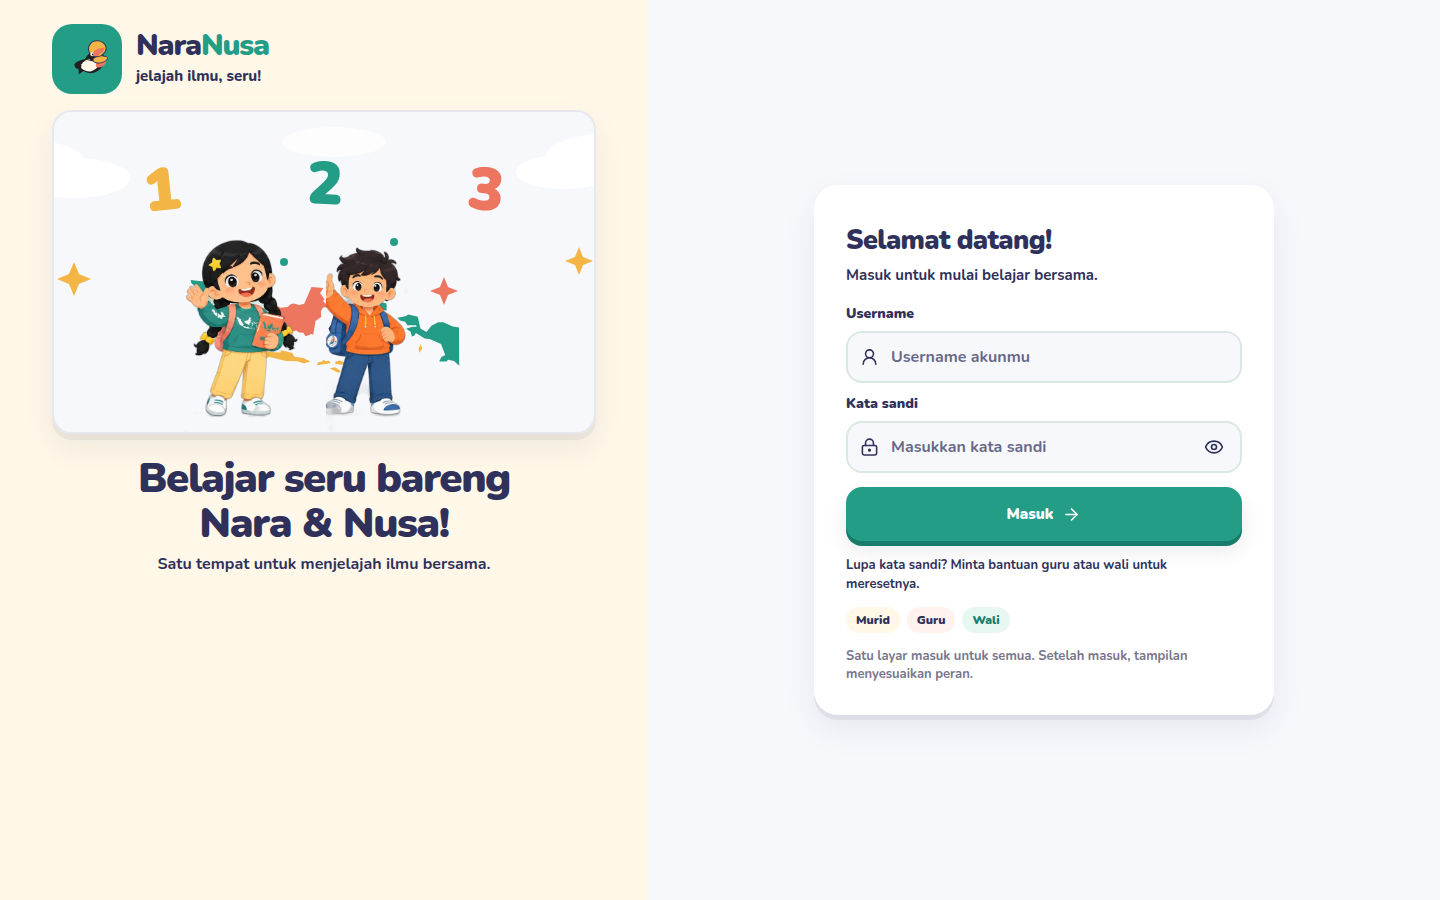 NaraNusa
jelajah ilmu, seru!
1 2 3
Belajar seru bareng
Nara & Nusa!
Satu tempat untuk menjelajah ilmu bersama.
Selamat datang!
Masuk untuk mulai belajar bersama.
Username
Username akunmu
Kata sandi
Masukkan kata sandi
Masuk
Lupa kata sandi? Minta bantuan guru atau wali untuk
meresetnya.
Murid Guru Wali
Satu layar masuk untuk semua. Setelah masuk, tampilan
menyesuaikan peran.